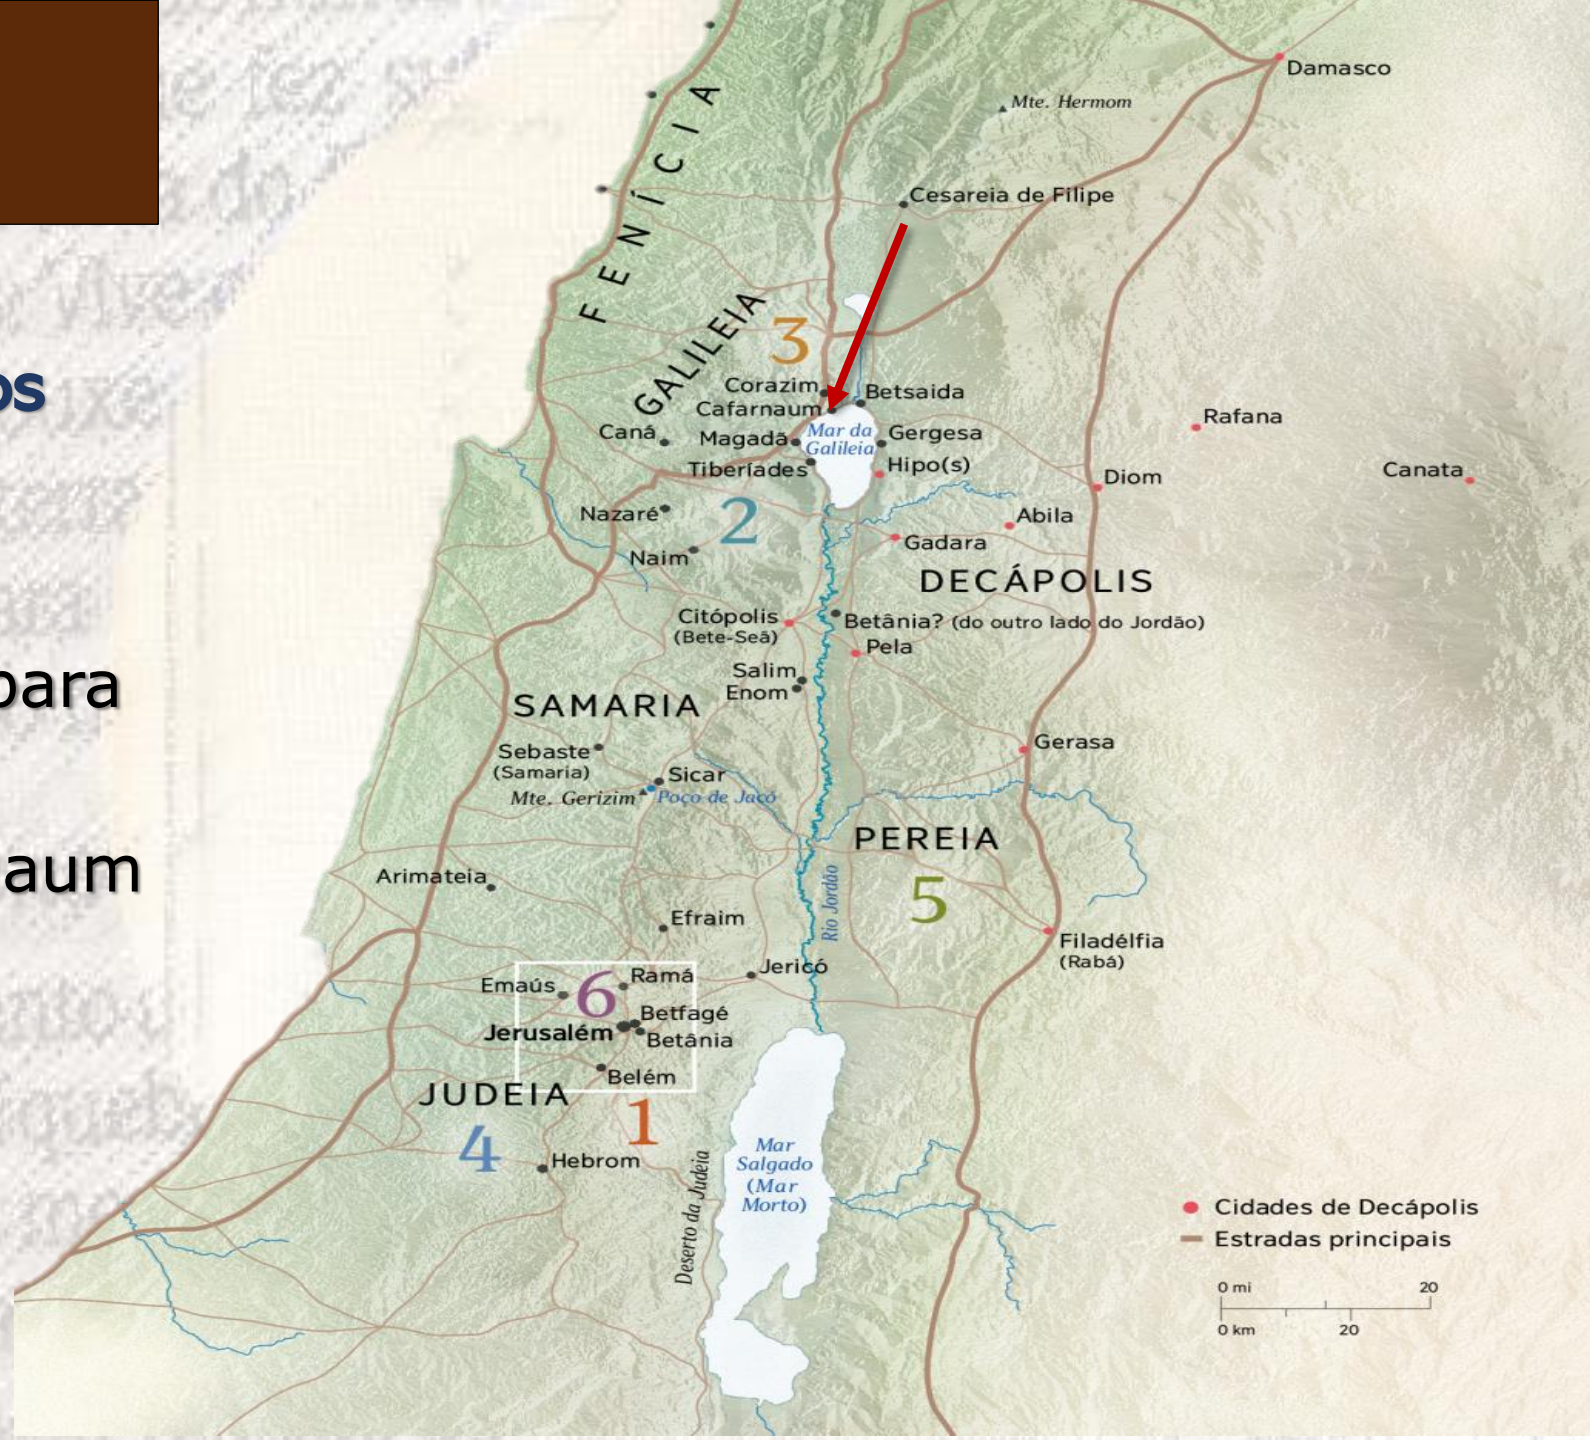 os
para
aum
Damasco
Mte. Hermom
FENÍCIA
Cesareia de Filipe
GALILEIA
3
Corazim
Betsaida
Cafarnaum
Rafana
Caná
Magadã
Mar da
Galileia
Gergesa
Tiberíades
Hipo(s)
Diom
Canata
Nazaré
2
Abila
Gadara
Naim
DECÁPOLIS
Citópolis
(Bete-Seã)
Betânia? (do outro lado do Jordão)
Pela
Salim
Enom
SAMARIA
Sebaste
(Samaria)
Gerasa
Sicar
Mte. Gerizim
Poço de Jacó
PEREIA
Arimateia
5
Rio Jordão
Efraim
Filadélfia
(Rabá)
Jericó
Emaús
6
Ramá
Betfagé
Jerusalém
Betânia
Belém
JUDEIA
1
4
Hebrom
Deserto da Judeia
Mar
Salgado
(Mar
Morto)
Cidades de Decápolis
Estradas principais
0 mi 20
0 km 20